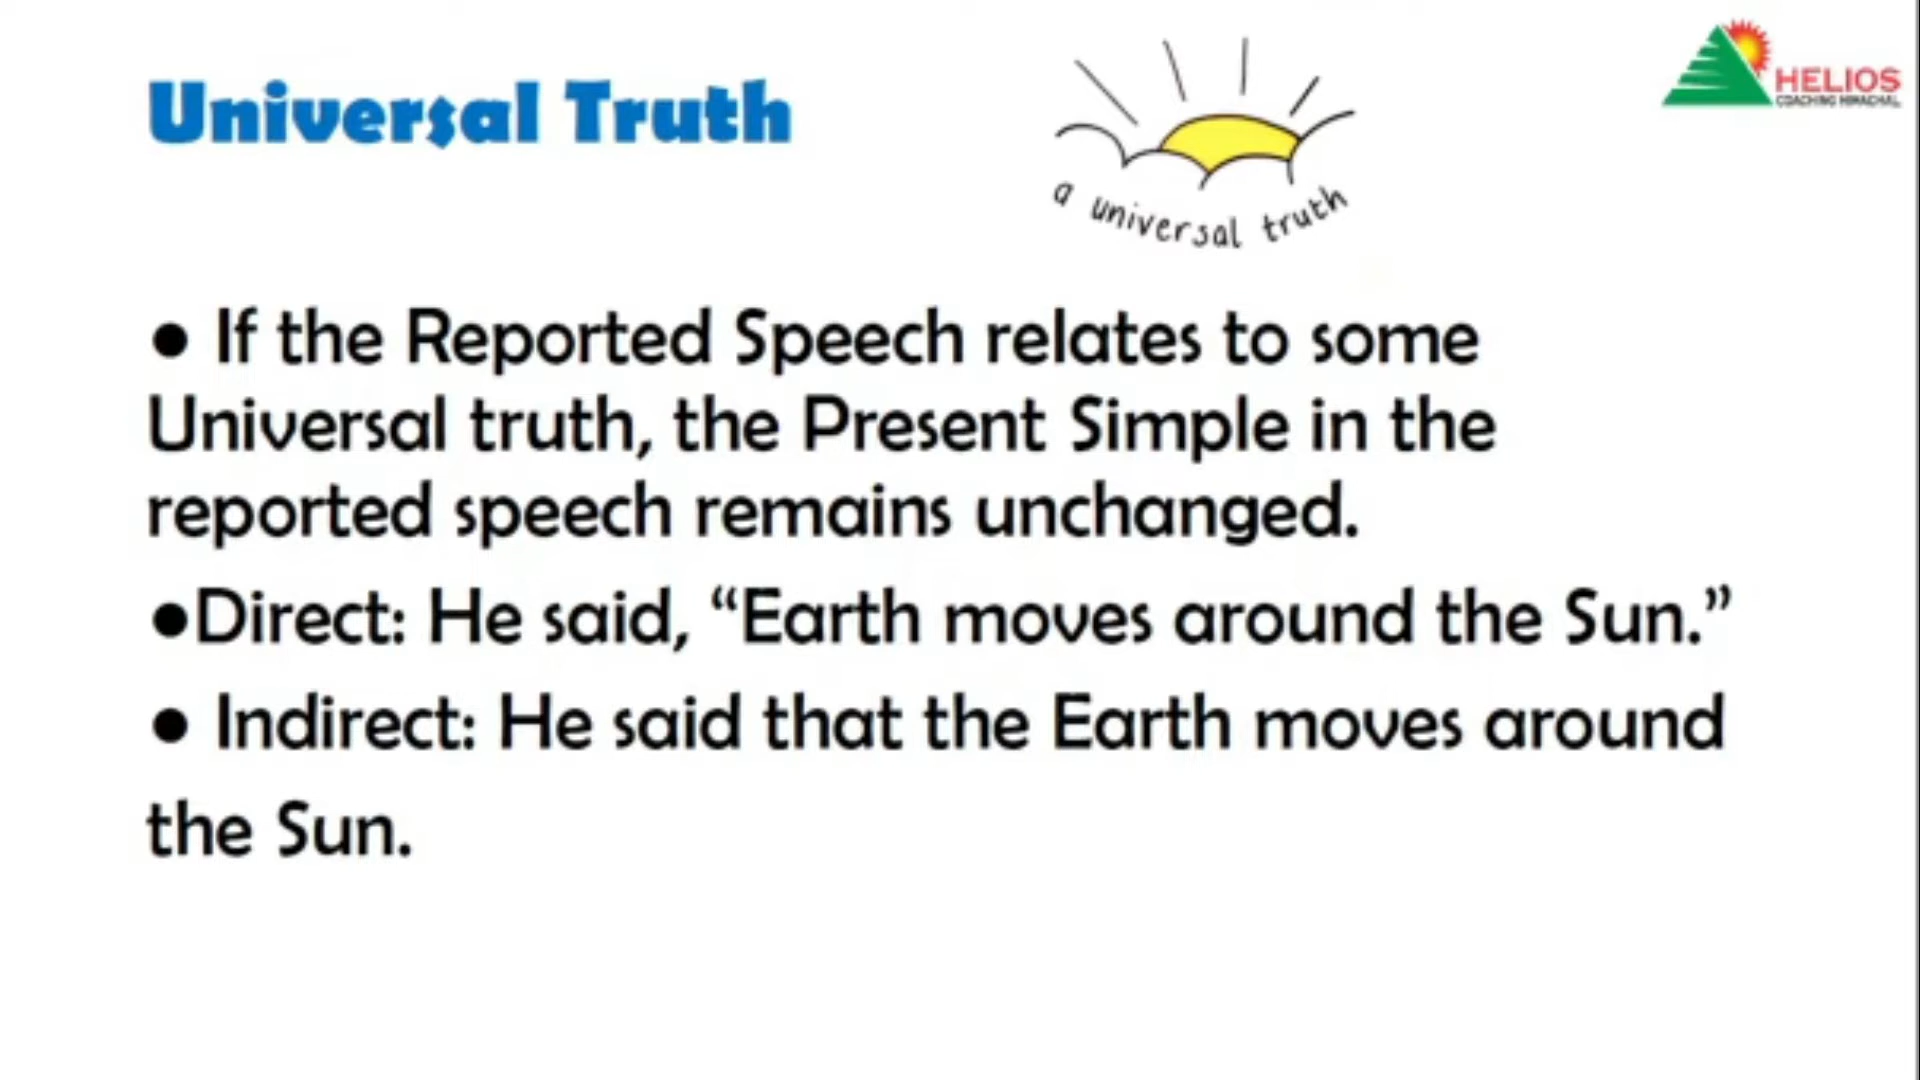 Universal Truth
HELIOS
COACHING HIMACHAL
a universal truth
● If the Reported Speech relates to some
Universal truth, the Present Simple in the
reported speech remains unchanged.
●Direct: He said, “Earth moves around the Sun.”
● Indirect: He said that the Earth moves around
the Sun.